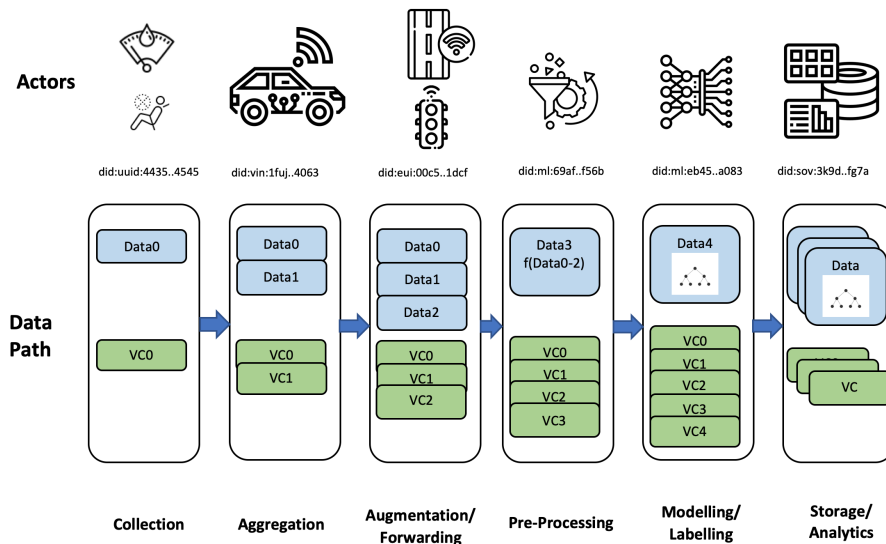 Actors
did:uuid:4435..4545
did:vin:1fuj..4063
did:eui:00c5..1dcf
did:ml:69af..f56b
did:ml:eb45..a083
did:sov:3k9d..fg7a
Data
Path
Data0
VC0
Data0
Data1
VC0
VC1
Data0
Data1
Data2
VC0
VC1
VC2
Data3
f(Data0-2)
VC0
VC1
VC2
VC3
Data4
VC0
VC1
VC2
VC3
VC4
Data
VC
Collection
Aggregation
Augmentation/
Forwarding
Pre-Processing
Modelling/
Labelling
Storage/
Analytics